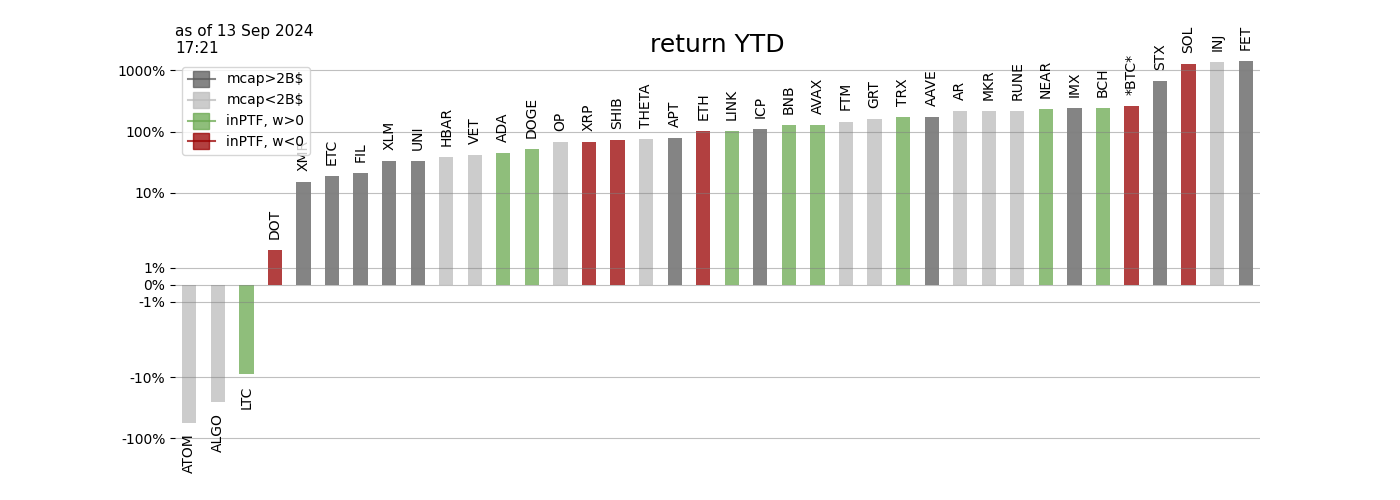 as of 13 Sep 2024
17:21
return YTD
mcap>2B$
mcap<2B$
inPTF, w>0
inPTF, w<0
1000%
100%
10%
1%
0%
-1%
-10%
-100%
ATOM
ALGO
LTC
DOT
XMR
ETC
FIL
XLM
UNI
HBAR
VET
ADA
DOGE
OP
XRP
SHIB
THETA
APT
ETH
LINK
ICP
BNB
AVAX
FTM
GRT
TRX
AAVE
AR
MKR
RUNE
NEAR
IMX
BCH
*BTC*
STX
SOL
INJ
FET